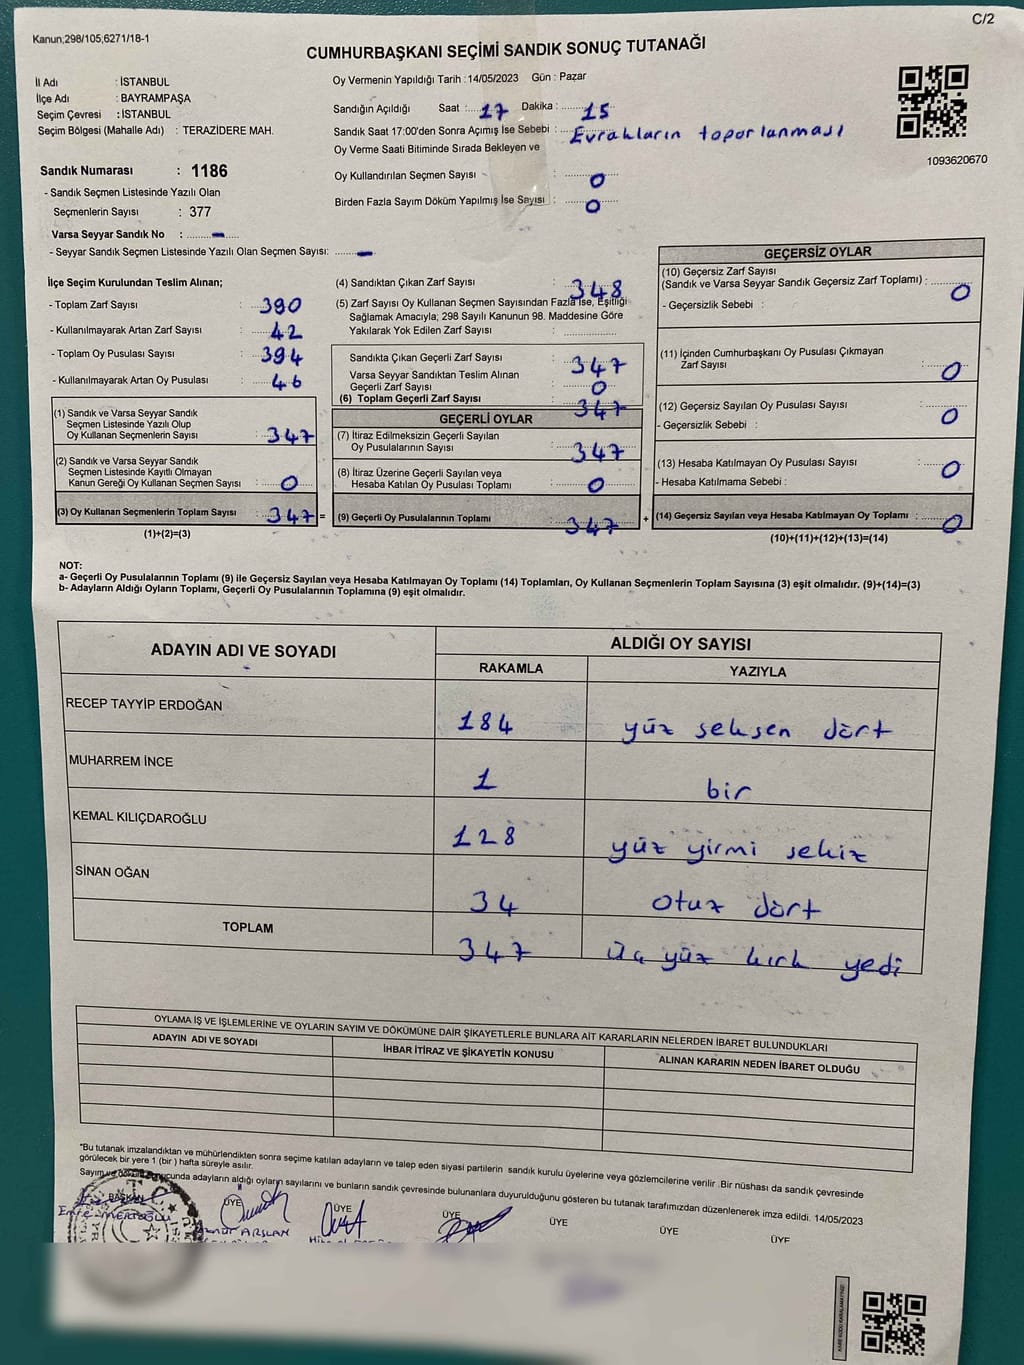 C/2
Kanun;298/105;6271/18-1
CUMHURBAŞKANI SEÇİMİ SANDIK SONUÇ TUTANAĞI
İl Adı : İSTANBUL
İlçe Adı : BAYRAMPAŞA
Seçim Çevresi : İSTANBUL
Seçim Bölgesi (Mahalle Adı) : TERAZİDERE MAH.
Oy Vermenin Yapıldığı Tarih : 14/05/2023 Gün : Pazar
Sandığın Açıldığı Saat : 17 Dakika : 15
Sandık Saat 17:00'den Sonra Açımış İse Sebebi : Evrakların toparlanması
Oy Verme Saati Bitiminde Sırada Bekleyen ve
Oy Kullandırılan Seçmen Sayısı : 0
Birden Fazla Sayım Döküm Yapılmış İse Sayısı : 0
1093620670
Sandık Numarası : 1186
- Sandık Seçmen Listesinde Yazılı Olan
Seçmenlerin Sayısı : 377
Varsa Seyyar Sandık No : -
- Seyyar Sandık Seçmen Listesinde Yazılı Olan Seçmen Sayısı: -
İlçe Seçim Kurulundan Teslim Alınan;
- Toplam Zarf Sayısı : 390
- Kullanılmayarak Artan Zarf Sayısı : 42
- Toplam Oy Pusulası Sayısı : 394
- Kullanılmayarak Artan Oy Pusulası : 46
(1) Sandık ve Varsa Seyyar Sandık
Seçmen Listesinde Yazılı Olup
Oy Kullanan Seçmenlerin Sayısı : 347
(2) Sandık ve Varsa Seyyar Sandık
Seçmen Listesinde Kayıtlı Olmayan
Kanun Gereği Oy Kullanan Seçmen Sayısı : 0
(3) Oy Kullanan Seçmenlerin Toplam Sayısı : 347 =
(1)+(2)=(3)
(4) Sandıktan Çıkan Zarf Sayısı : 348
(5) Zarf Sayısı Oy Kullanan Seçmen Sayısından Fazla İse, Eşitliği
Sağlamak Amacıyla; 298 Sayılı Kanunun 98. Maddesine Göre
Yakılarak Yok Edilen Zarf Sayısı :
Sandıkta Çıkan Geçerli Zarf Sayısı : 347
Varsa Seyyar Sandıktan Teslim Alınan
Geçerli Zarf Sayısı : 0
(6) Toplam Geçerli Zarf Sayısı : 347
GEÇERLİ OYLAR
(7) İtiraz Edilmeksizin Geçerli Sayılan
Oy Pusulalarının Sayısı : 347
(8) İtiraz Üzerine Geçerli Sayılan veya
Hesaba Katılan Oy Pusulası Toplamı : 0
(9) Geçerli Oy Pusulalarının Toplamı : 347 +
GEÇERSİZ OYLAR
(10) Geçersiz Zarf Sayısı
(Sandık ve Varsa Seyyar Sandık Geçersiz Zarf Toplamı) : 0
- Geçersizlik Sebebi :
(11) İçinden Cumhurbaşkanı Oy Pusulası Çıkmayan
Zarf Sayısı : 0
(12) Geçersiz Sayılan Oy Pusulası Sayısı : 0
- Geçersizlik Sebebi :
(13) Hesaba Katılmayan Oy Pusulası Sayısı : 0
- Hesaba Katılmama Sebebi :
(14) Geçersiz Sayılan veya Hesaba Katılmayan Oy Toplamı : 0
(10)+(11)+(12)+(13)=(14)
NOT:
a- Geçerli Oy Pusulalarının Toplamı (9) ile Geçersiz Sayılan veya Hesaba Katılmayan Oy Toplamı (14) Toplamları, Oy Kullanan Seçmenlerin Toplam Sayısına (3) eşit olmalıdır. (9)+(14)=(3)
b- Adayların Aldığı Oyların Toplamı, Geçerli Oy Pusulalarının Toplamına (9) eşit olmalıdır.
ADAYIN ADI VE SOYADI ALDIĞI OY SAYISI
RAKAMLA YAZIYLA
RECEP TAYYİP ERDOĞAN 184 yüz seksen dört
MUHARREM İNCE 1 bir
KEMAL KILIÇDAROĞLU 128 yüz yirmi sekiz
SİNAN OĞAN 34 otuz dört
TOPLAM 347 üç yüz kırk yedi
OYLAMA İŞ VE İŞLEMLERİNE VE OYLARIN SAYIM VE DÖKÜMÜNE DAİR ŞİKAYETLERLE BUNLARA AİT KARARLARIN NELERDEN İBARET BULUNDUKLARI
ADAYIN ADI VE SOYADI İHBAR İTİRAZ VE ŞİKAYETİN KONUSU ALINAN KARARIN NEDEN İBARET OLDUĞU
*Bu tutanak imzalandıktan ve mühürlendikten sonra seçime katılan adayların ve talep eden siyasi partilerin sandık kurulu üyelerine veya gözlemcilerine verilir .Bir nüshası da sandık çevresinde
görülecek bir yere 1 (bir ) hafta süreyle asılır.
Sayım ve döküm sonucunda adayların aldığı oyların sayılarını ve bunların sandık çevresinde bulunanlara duyurulduğunu gösteren bu tutanak tarafımızdan düzenlenerek imza edildi. 14/05/2023
BAŞKAN ÜYE ÜYE ÜYE ÜYE ÜYE ÜYE
ARSLAN